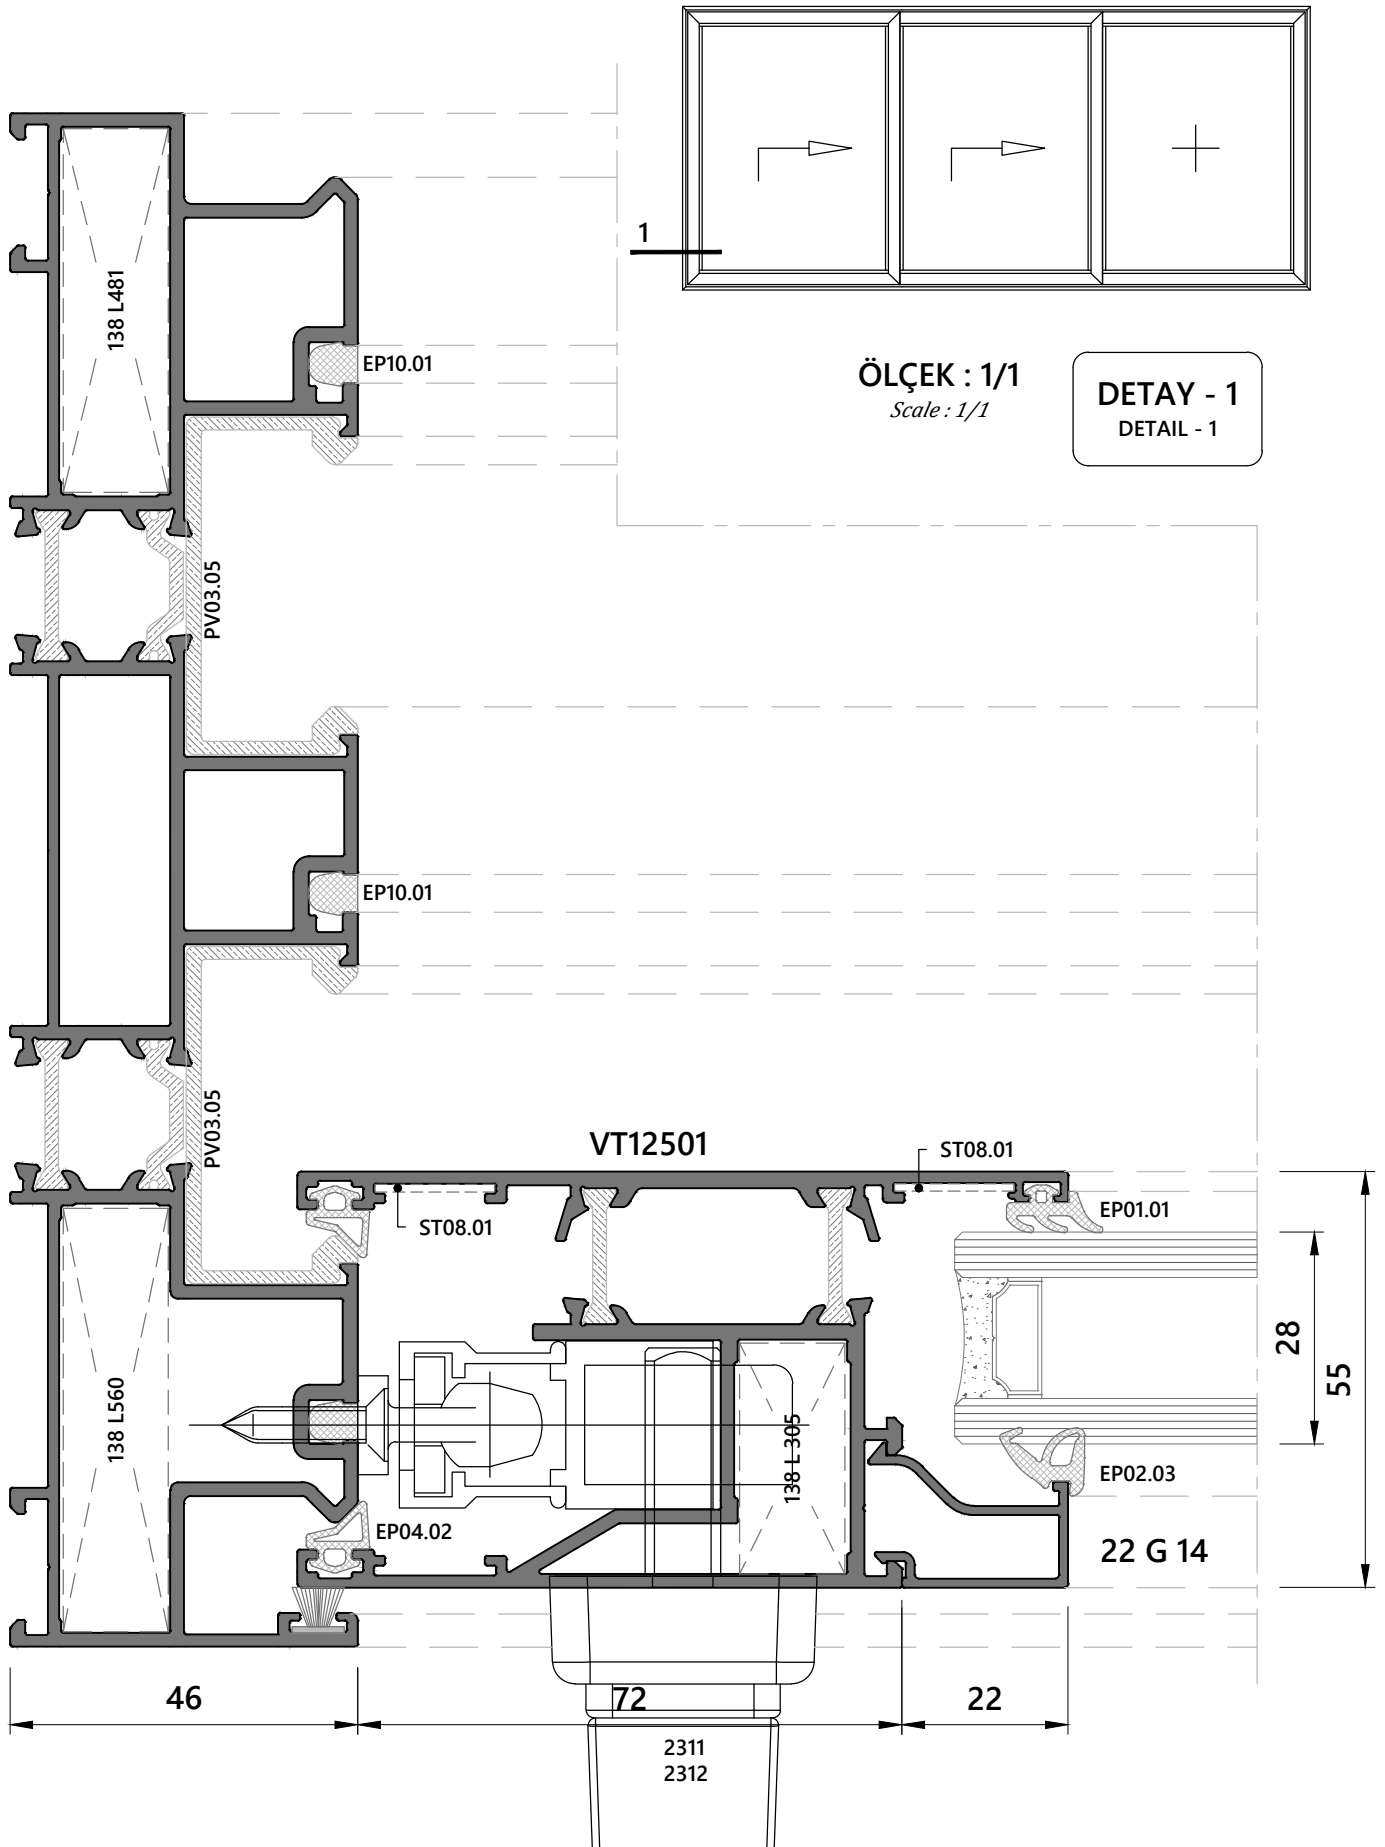 1
138 L481
EP10.01
ÖLÇEK : 1/1
Scale : 1/1
DETAY - 1
DETAIL - 1
PV03.05
EP10.01
PV03.05
VT12501
ST08.01
ST08.01
EP01.01
28
55
138 L560
138 L 305
EP02.03
EP04.02
22 G 14
46
72
22
2311
2312